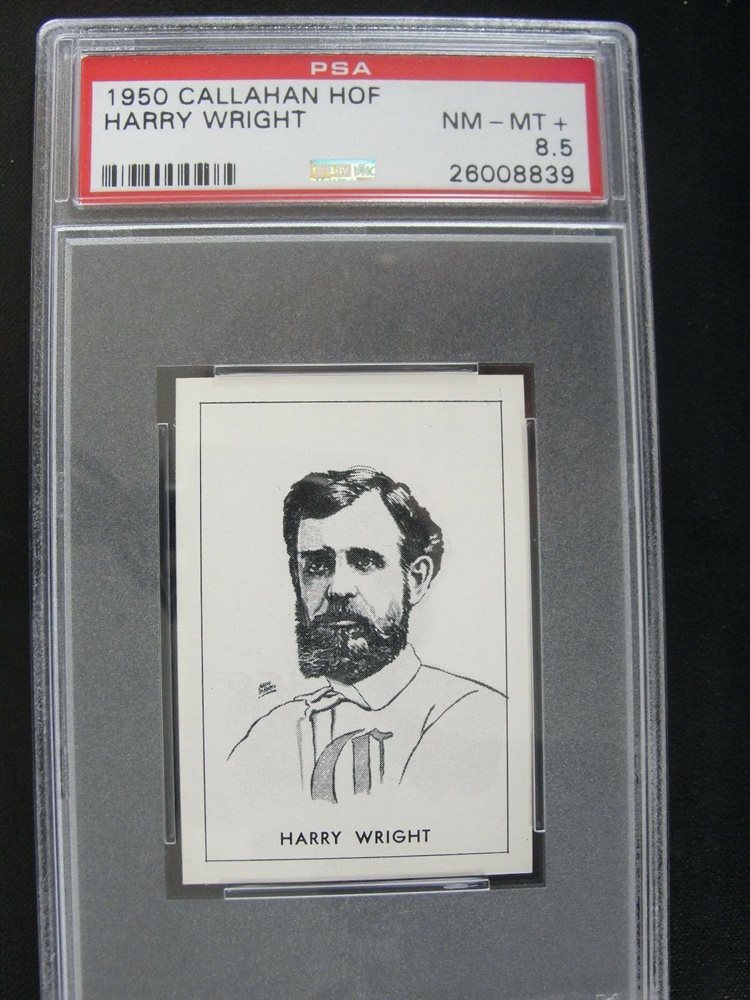 PSA
1950 CALLAHAN HOF
HARRY WRIGHT
NM - MT +
8.5
26008839
C
HARRY WRIGHT